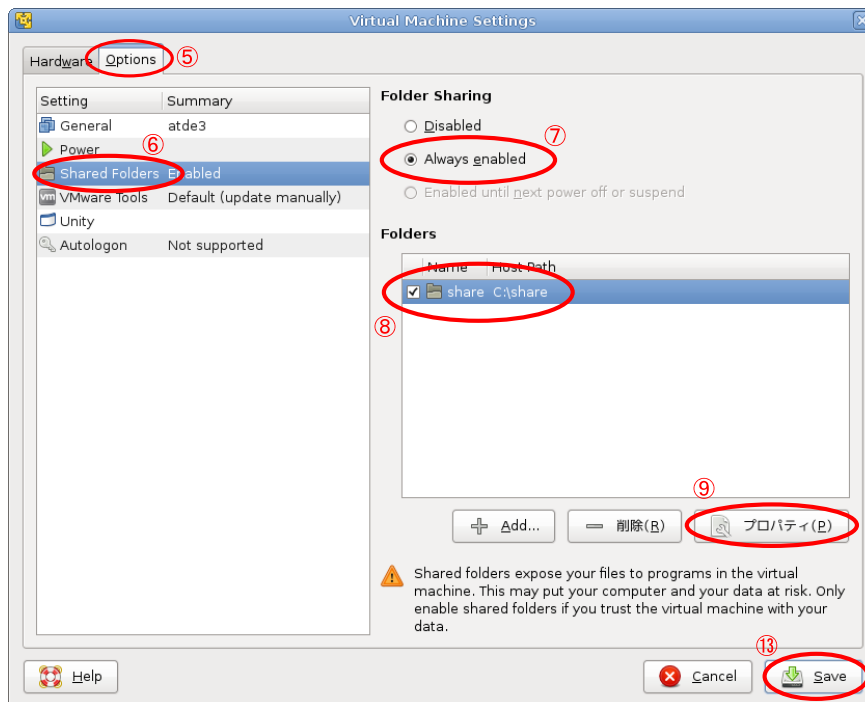 Virtual Machine Settings
Hardware Options ⑤
Setting Summary
General atde3
Power ⑥
Shared Folders Enabled
VMware Tools Default (update manually)
Unity
Autologon Not supported
Folder Sharing
Disabled ⑦
Always enabled
Enabled until next power off or suspend
Folders
Name Host Path
share C:\share
⑧
⑨
Add... 削除(R) プロパティ(P)
Shared folders expose your files to programs in the virtual
machine. This may put your computer and your data at risk. Only
enable shared folders if you trust the virtual machine with your
data.
⑬
Help Cancel Save